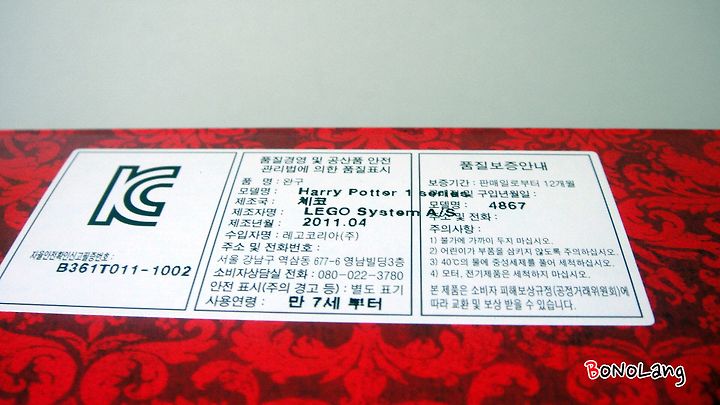 KC
자율안전확인신고필증번호 :
B361T011-1002
품질경영 및 공산품 안전
관리법에 의한 품질표시
품 명 : 완구
모델명 : Harry Potter 1 series
제조국 : 체코
제조자명 : LEGO System A/S
제조년월 : 2011.04
수입자명 : 레고코리아(주)
주소 및 전화번호 :
서울 강남구 역삼동 677-6 영남빌딩3층
소비자상담실 전화 : 080-022-3780
안전 표시(주의 경고 등) : 별도 표기
사용연령 : 만 7세 부터
품질보증안내
보증기간 : 판매일로부터 12개월
및 구입년월일 :
모델명 : 4867
주소 및 전화 :
주의사항 :
1) 불가에 가까이 두지 마십시오.
2) 어린이가 부품을 삼키지 않도록 주의하십시오.
3) 40℃의 물에 중성세제를 풀어 세척하십시오.
4) 모터, 전기제품은 세척하지 마십시오.
본 제품은 소비자 피해보상규정(공정거래위원회)에
따라 교환 및 보상 받을 수 있습니다.
BoNoLang